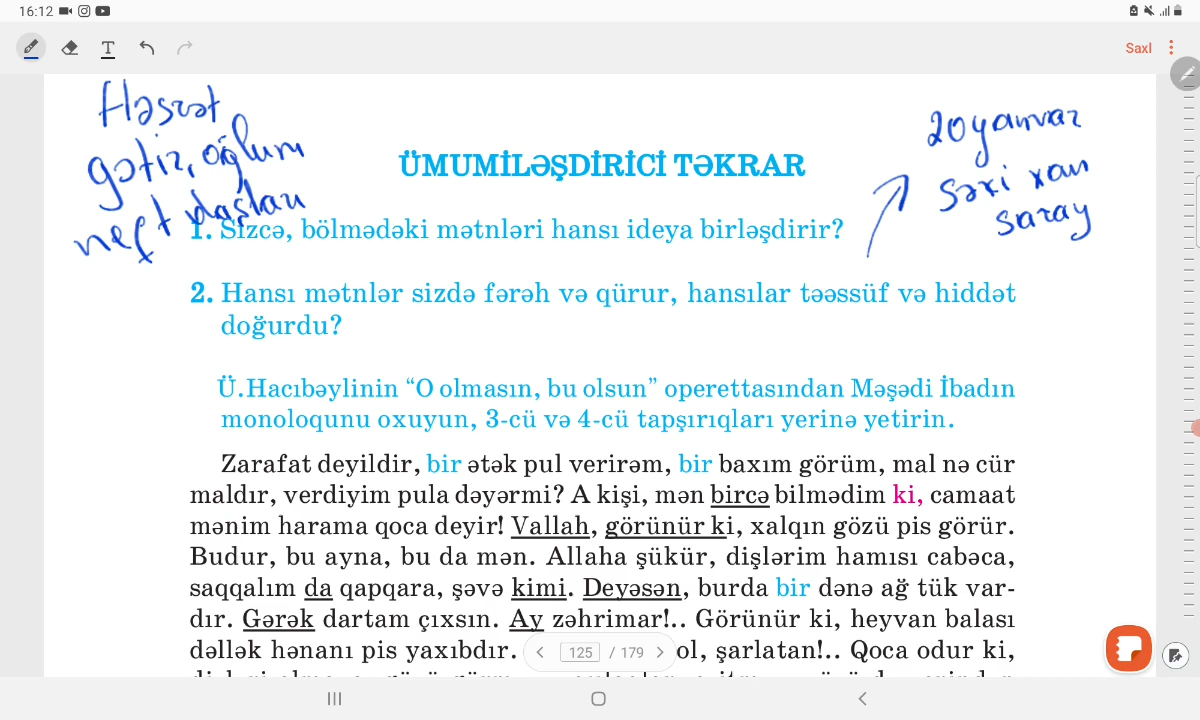 16:12
Saxl
Həsrət
gətir, oğlum
neft daşları
20 yanvar
Şəki xan
saray
ÜMUMİLƏŞDİRİCİ TƏKRAR
1. Sizcə, bölmədəki mətnləri hansı ideya birləşdirir?
2. Hansı mətnlər sizdə fərəh və qürur, hansılar təəssüf və hiddət
doğurdu?
Ü.Hacıbəylinin “O olmasın, bu olsun” operettasından Məşədi İbadın
monoloqunu oxuyun, 3-cü və 4-cü tapşırıqları yerinə yetirin.
Zarafat deyildir, bir ətək pul verirəm, bir baxım görüm, mal nə cür
maldır, verdiyim pula dəyərmi? A kişi, mən bircə bilmədim ki, camaat
mənim harama qoca deyir! Vallah, görünür ki, xalqın gözü pis görür.
Budur, bu ayna, bu da mən. Allaha şükür, dişlərim hamısı cabəca,
saqqalım da qapqara, şəvə kimi. Deyəsən, burda bir dənə ağ tük var-
dır. Gərək dartam çıxsın. Ay zəhrimar!.. Görünür ki, heyvan balası
dəllək hənanı pis yaxıbdır. ol, şarlatan!.. Qoca odur ki,
125 / 179